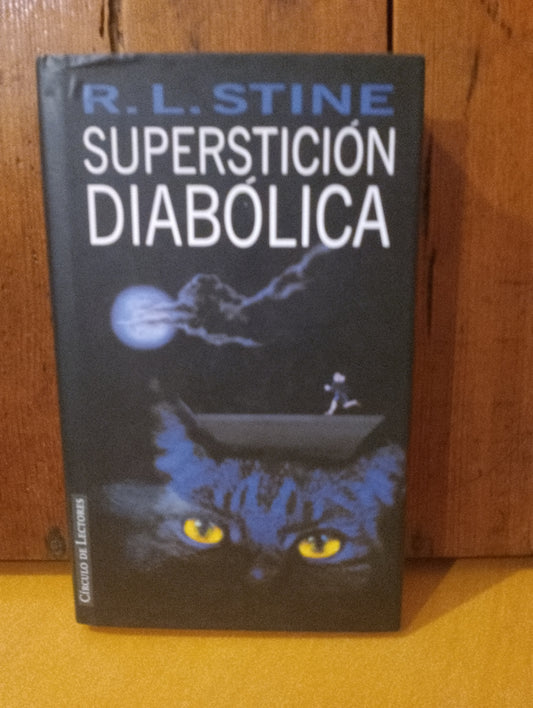 R. L. STINE
SUPERSTICIÓN
DIABÓLICA
CÍRCULO DE LECTORES